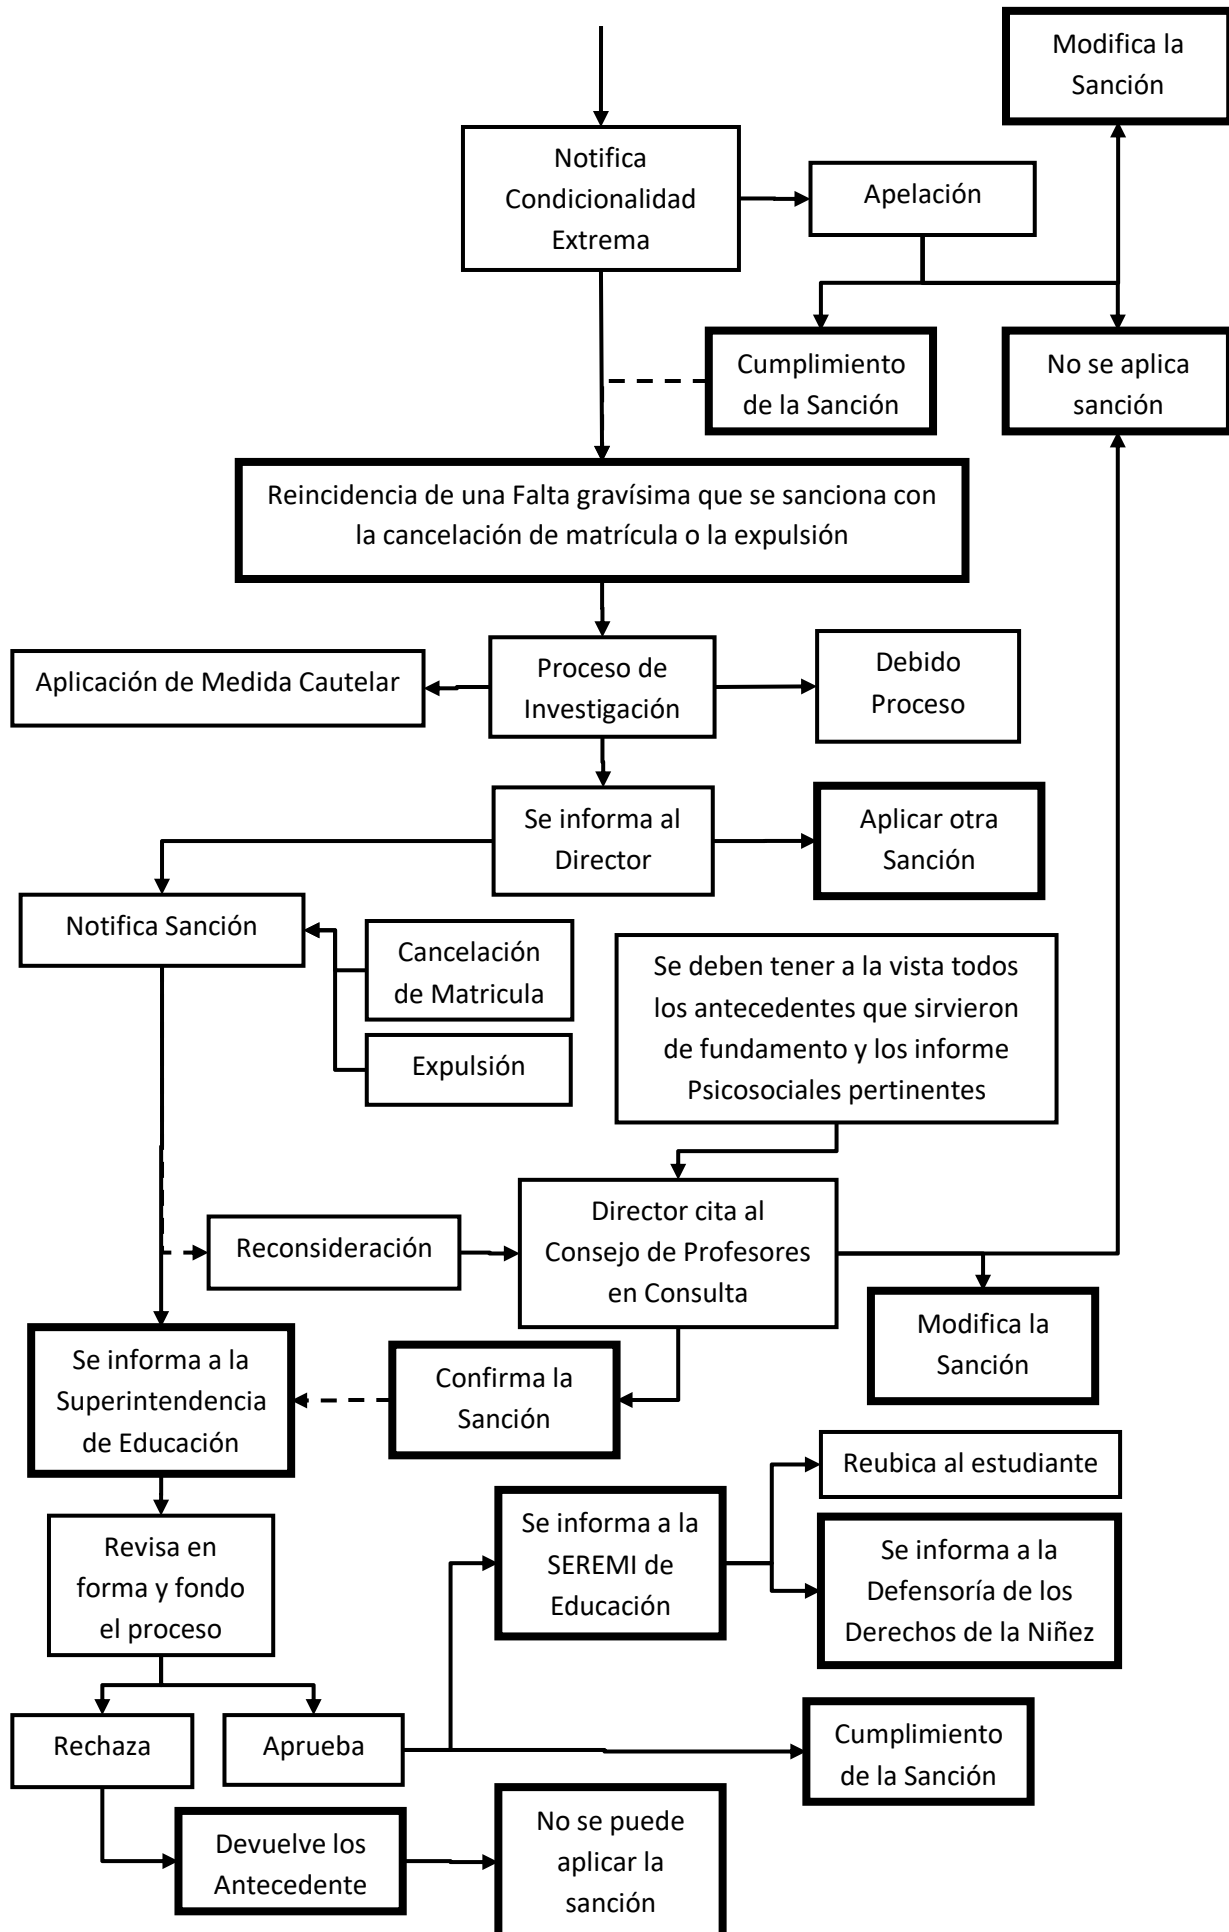 Modifica la
Sanción
Notifica
Condicionalidad
Extrema
Apelación
Cumplimiento
de la Sanción
No se aplica
sanción
Reincidencia de una Falta gravísima que se sanciona con
la cancelación de matrícula o la expulsión
Aplicación de Medida Cautelar
Proceso de
Investigación
Debido
Proceso
Se informa al
Director
Aplicar otra
Sanción
Notifica Sanción
Cancelación
de Matricula
Expulsión
Se deben tener a la vista todos
los antecedentes que sirvieron
de fundamento y los informe
Psicosociales pertinentes
Reconsideración
Director cita al
Consejo de Profesores
en Consulta
Modifica la
Sanción
Se informa a la
Superintendencia
de Educación
Confirma la
Sanción
Reubica al estudiante
Revisa en
forma y fondo
el proceso
Se informa a la
SEREMI de
Educación
Se informa a la
Defensoría de los
Derechos de la Niñez
Rechaza
Aprueba
Cumplimiento
de la Sanción
Devuelve los
Antecedente
No se puede
aplicar la
sanción